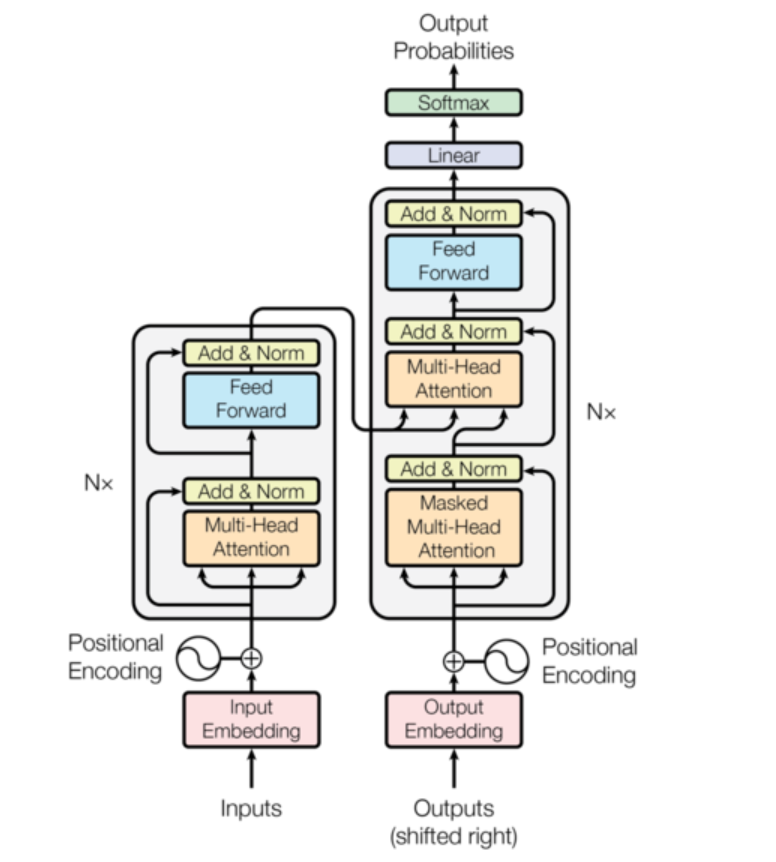 Output
Probabilities
Softmax
Linear
Add & Norm
Feed
Forward
Add & Norm
Multi-Head
Attention
Nx
Add & Norm
Masked
Multi-Head
Attention
Add & Norm
Feed
Forward
Nx
Add & Norm
Multi-Head
Attention
Positional
Encoding
Positional
Encoding
Input
Embedding
Output
Embedding
Inputs
Outputs
(shifted right)